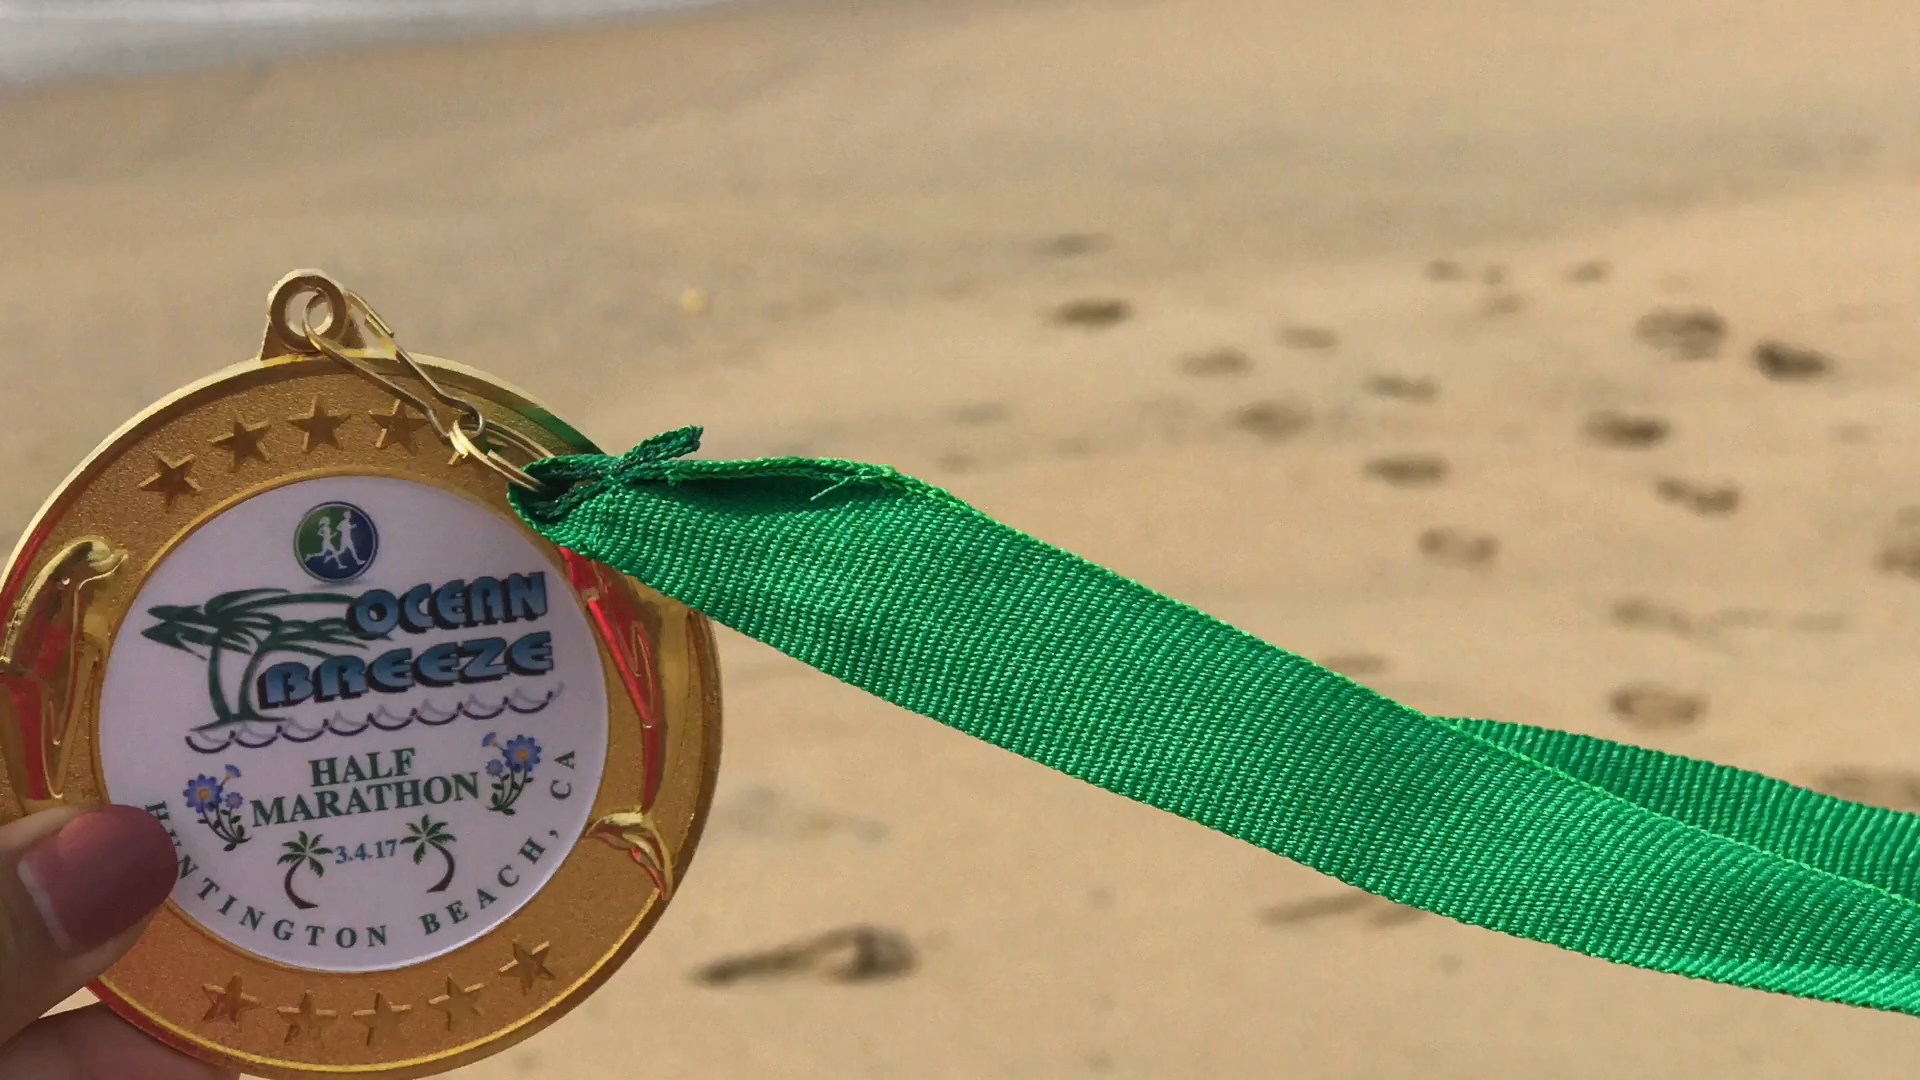 OCEAN
BREEZE
HALF
MARATHON
3.4.17
HUNTINGTON BEACH, CA